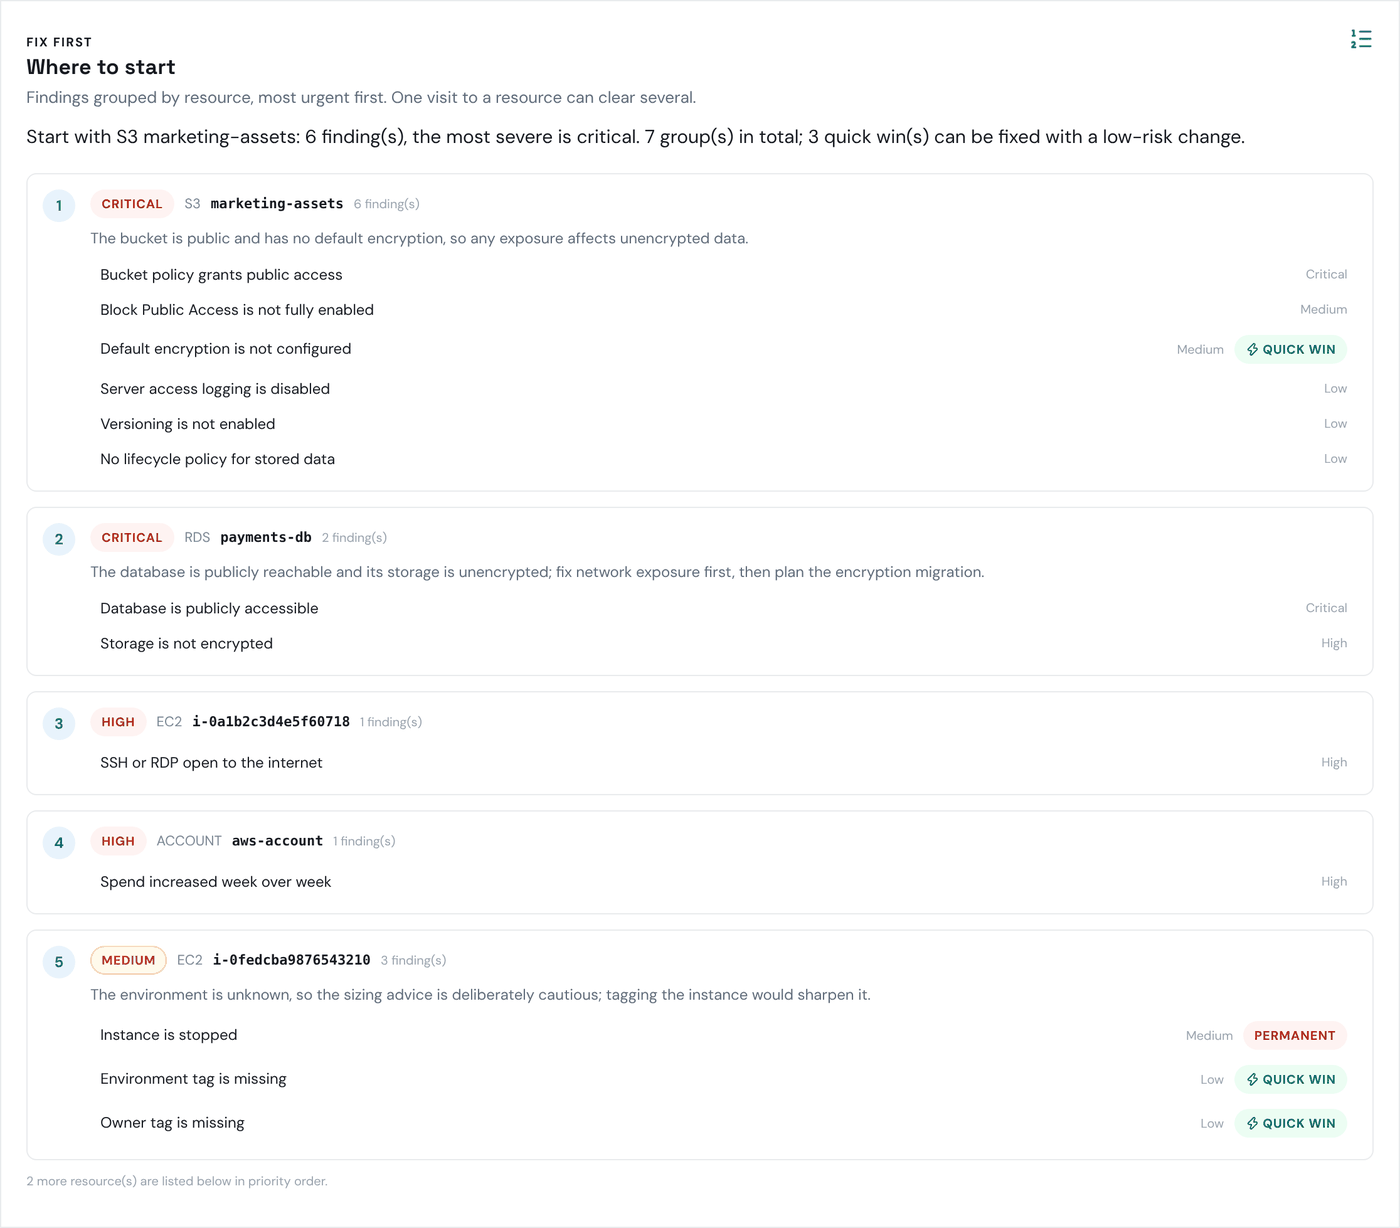 FIX FIRST
Where to start
Findings grouped by resource, most urgent first. One visit to a resource can clear several.
Start with S3 marketing-assets: 6 finding(s), the most severe is critical. 7 group(s) in total; 3 quick win(s) can be fixed with a low-risk change.
1 CRITICAL S3 marketing-assets 6 finding(s)
The bucket is public and has no default encryption, so any exposure affects unencrypted data.
Bucket policy grants public access Critical
Block Public Access is not fully enabled Medium
Default encryption is not configured Medium QUICK WIN
Server access logging is disabled Low
Versioning is not enabled Low
No lifecycle policy for stored data Low
2 CRITICAL RDS payments-db 2 finding(s)
The database is publicly reachable and its storage is unencrypted; fix network exposure first, then plan the encryption migration.
Database is publicly accessible Critical
Storage is not encrypted High
3 HIGH EC2 i-0a1b2c3d4e5f60718 1 finding(s)
SSH or RDP open to the internet High
4 HIGH ACCOUNT aws-account 1 finding(s)
Spend increased week over week High
5 MEDIUM EC2 i-0fedcba9876543210 3 finding(s)
The environment is unknown, so the sizing advice is deliberately cautious; tagging the instance would sharpen it.
Instance is stopped Medium PERMANENT
Environment tag is missing Low QUICK WIN
Owner tag is missing Low QUICK WIN
2 more resource(s) are listed below in priority order.